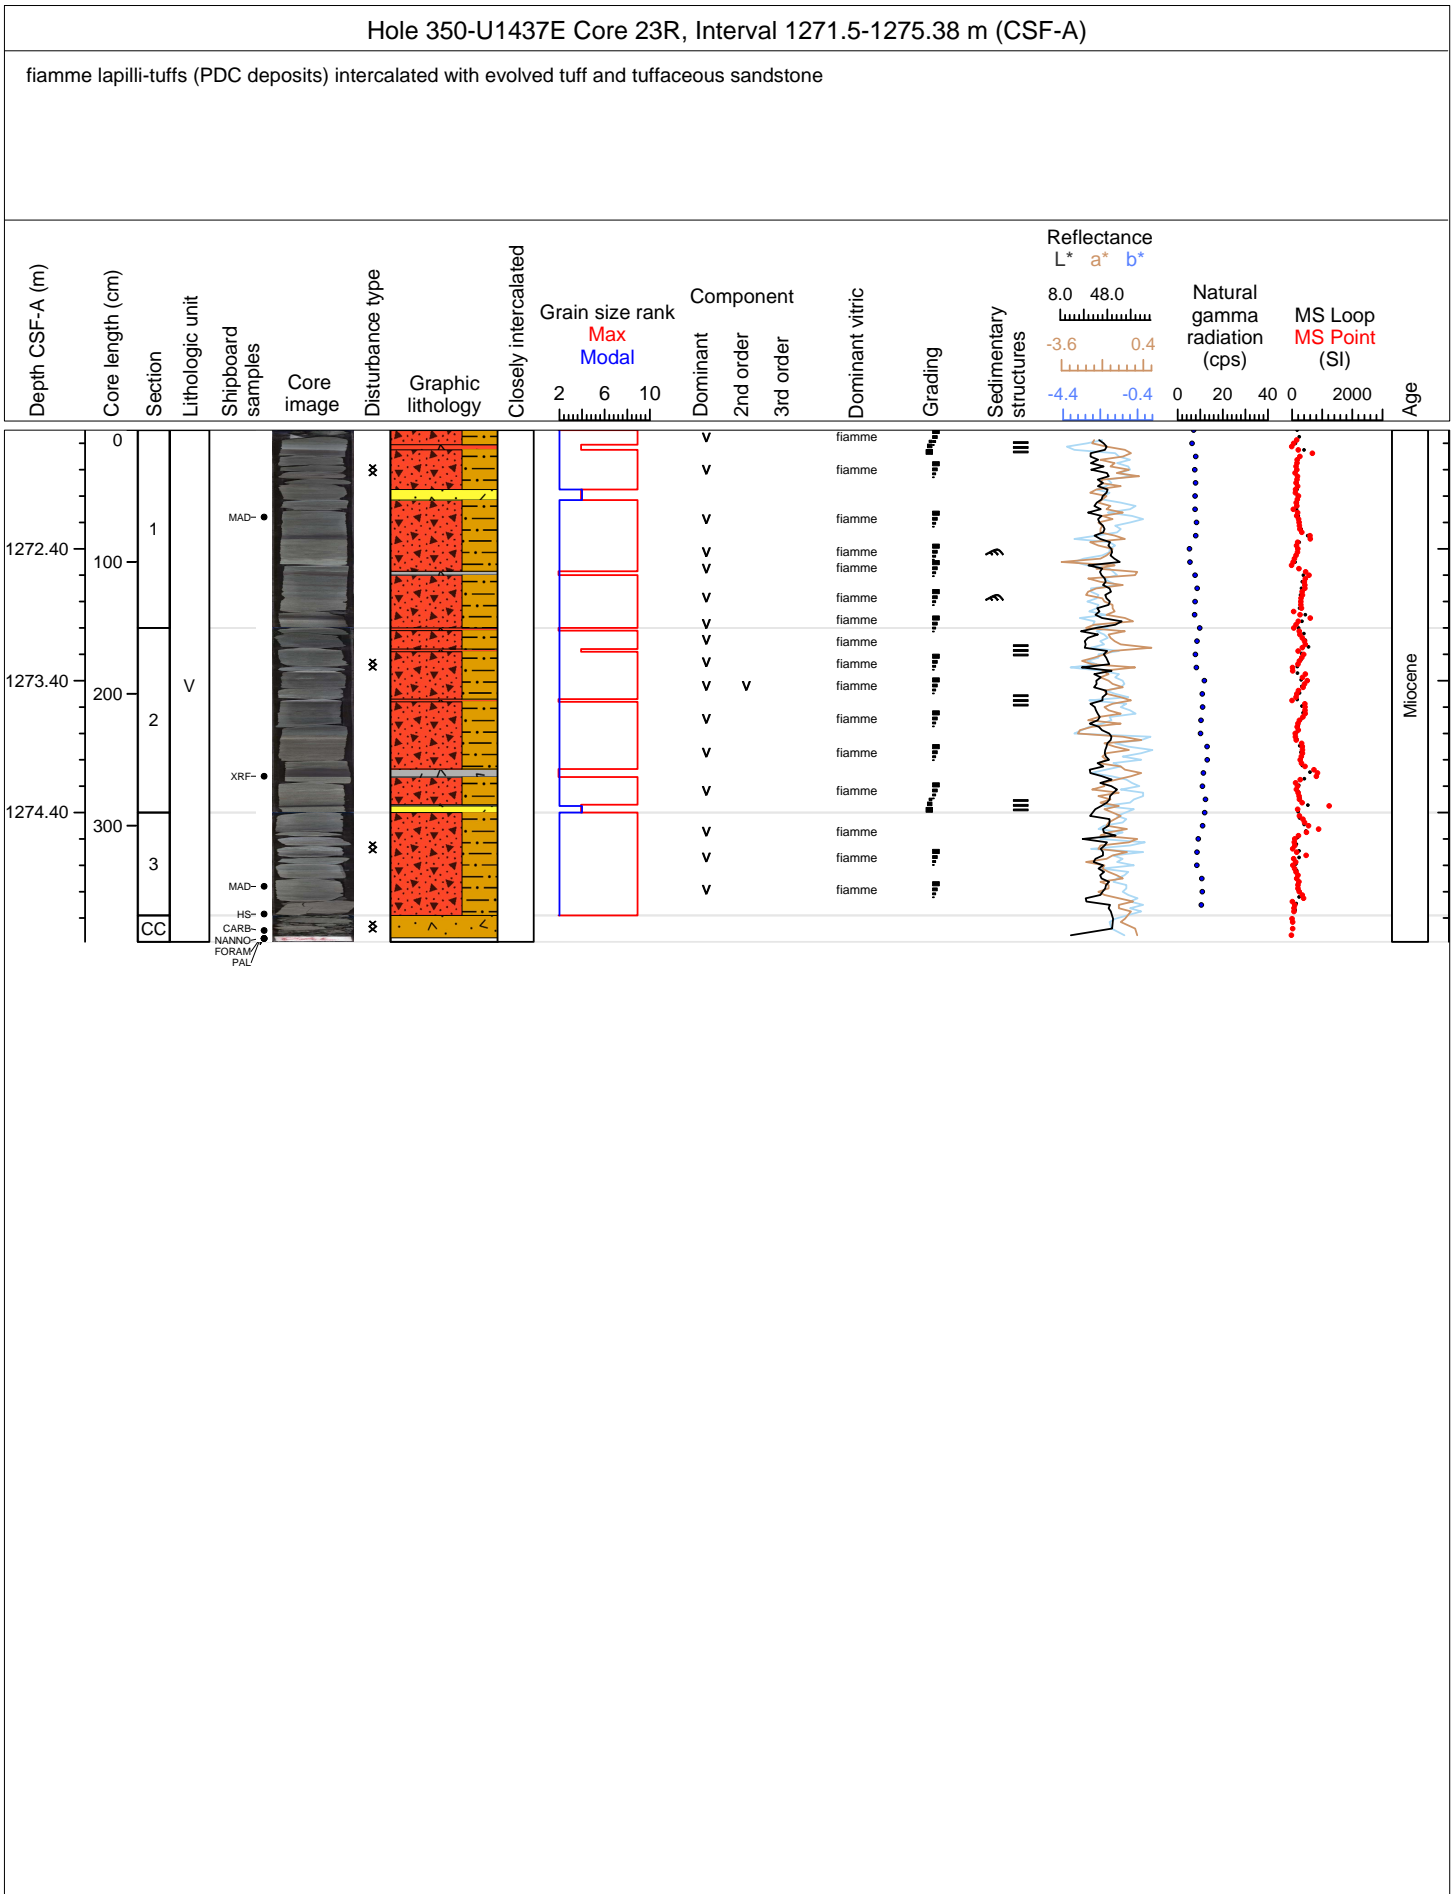 Hole 350-U1437E Core 23R, Interval 1271.5-1275.38 m (CSF-A)
fiamme lapilli-tuffs (PDC deposits) intercalated with evolved tuff and tuffaceous sandstone
Depth CSF-A (m)
Core length (cm)
Section
Lithologic unit
Shipboard
samples
Core
image
Disturbance type
Graphic
lithology
Closely intercalated
Grain size rank
Max
Modal
2 6 10
Component
Dominant
2nd order
3rd order
Dominant vitric
Grading
Sedimentary
structures
Reflectance
L* a* b*
8.0 48.0
-3.6 0.4
-4.4 -0.4
Natural
gamma
radiation
(cps)
0 20 40
MS Loop
MS Point
(SI)
0 2000
Age
0
V fiamme
V fiamme
1
MAD
V fiamme
1272.40
100
V fiamme
V fiamme
V fiamme
V fiamme
V fiamme
V fiamme
1273.40
200
V
V V fiamme
Miocene
2
V fiamme
V fiamme
XRF
V fiamme
1274.40
300
V fiamme
3
V fiamme
MAD
V fiamme
HS
CC
CARB
NANNO
FORAM
PAL